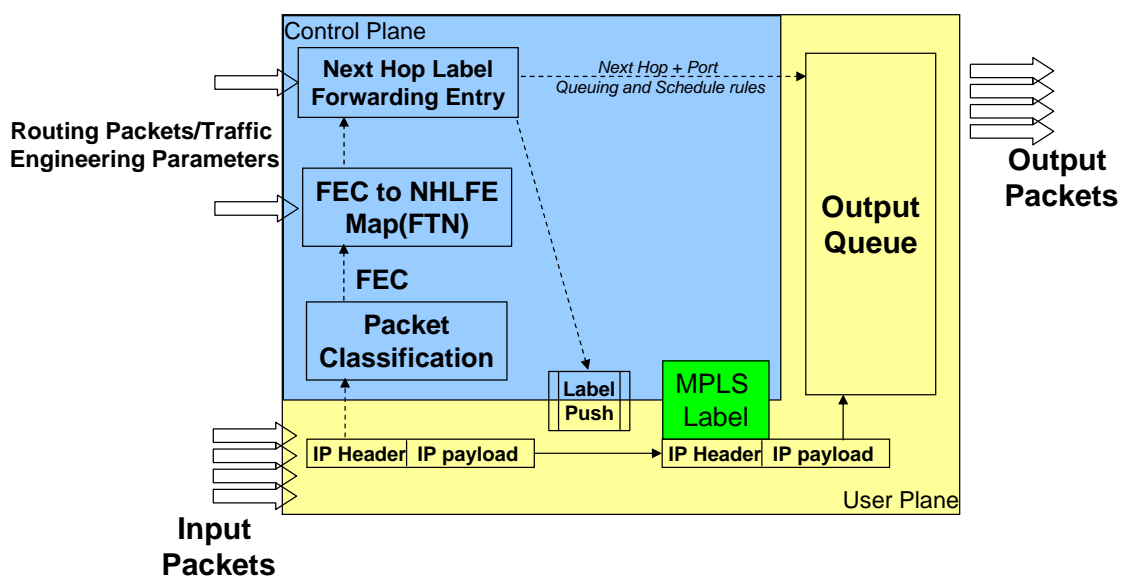 Control Plane
Next Hop Label
Forwarding Entry
Next Hop + Port
Queuing and Schedule rules
Routing Packets/Traffic
Engineering Parameters
Output
Packets
FEC to NHLFE
Map(FTN)
Output
Queue
FEC
Packet
Classification
Label
Push
MPLS
Label
IP Header
IP payload
IP Header
IP payload
User Plane
Input
Packets